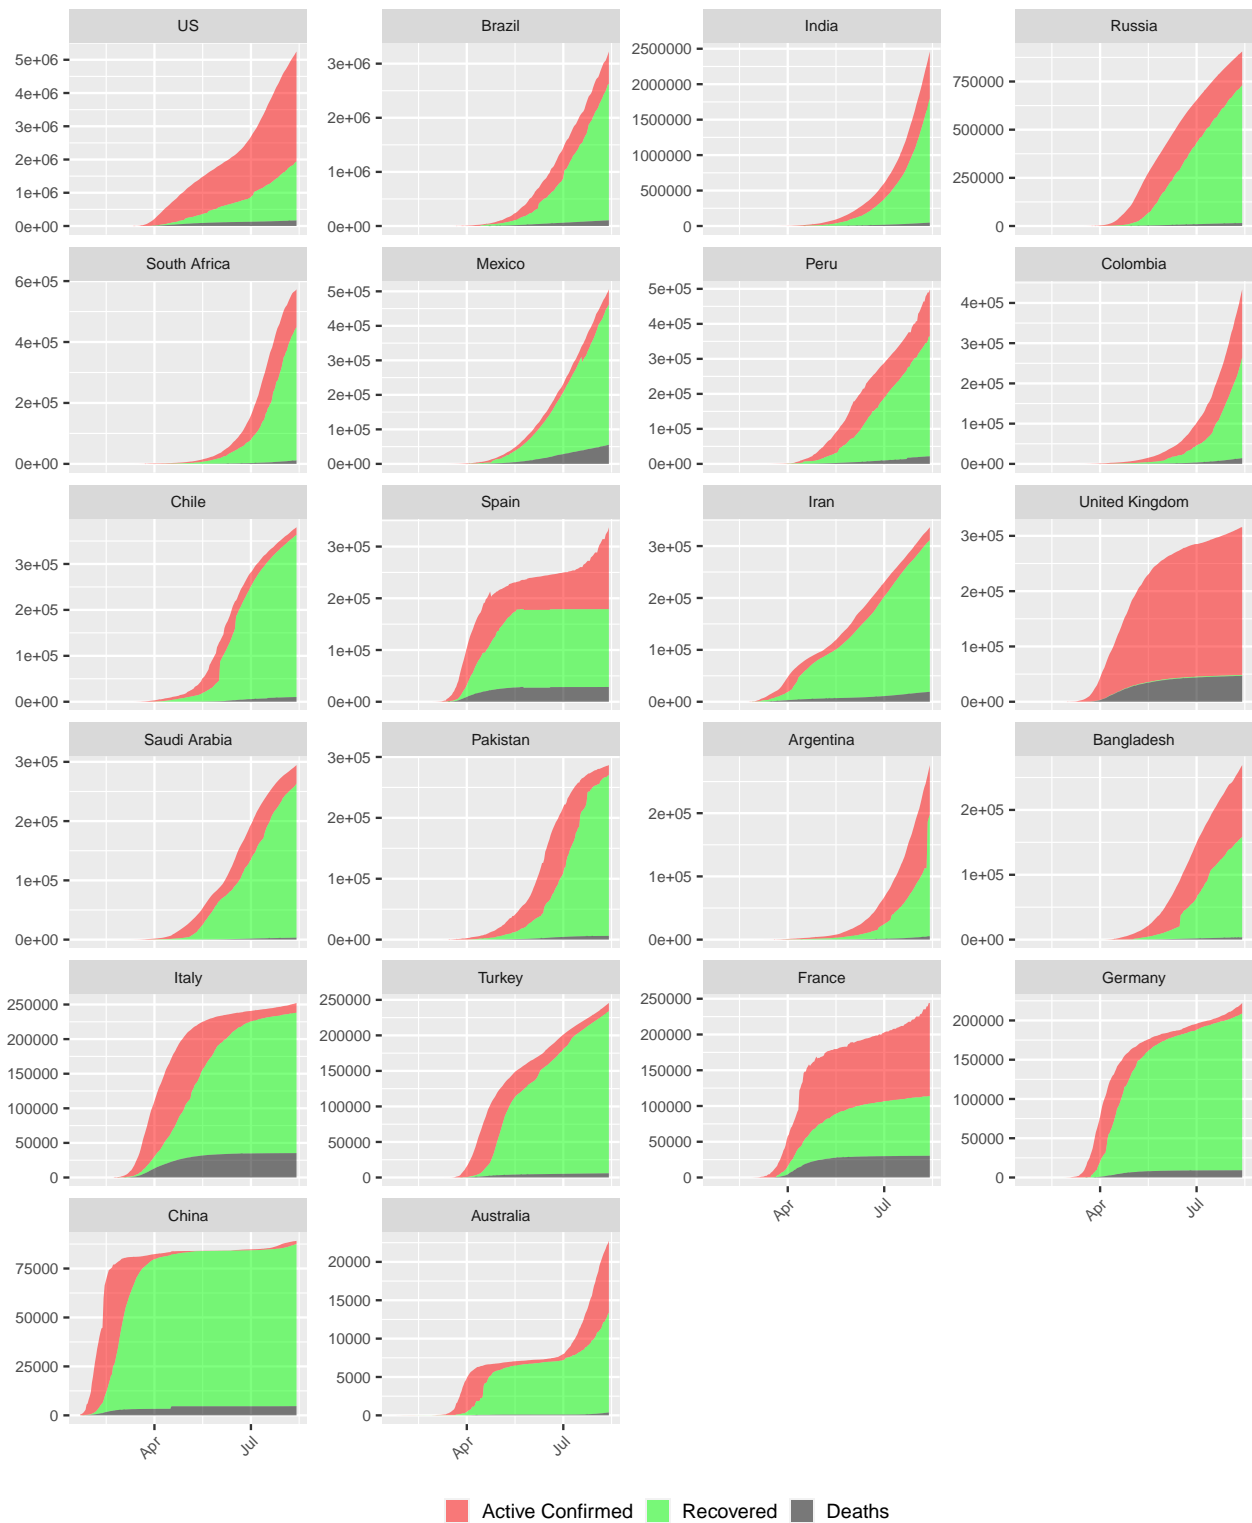 US Brazil India Russia
5e+06
4e+06
3e+06
2e+06
1e+06
0e+00
3e+06
2e+06
1e+06
0e+00
2500000
2000000
1500000
1000000
500000
0
750000
500000
250000
0
South Africa Mexico Peru Colombia
6e+05
4e+05
2e+05
0e+00
5e+05
4e+05
3e+05
2e+05
1e+05
0e+00
5e+05
4e+05
3e+05
2e+05
1e+05
0e+00
4e+05
3e+05
2e+05
1e+05
0e+00
Chile Spain Iran United Kingdom
3e+05
2e+05
1e+05
0e+00
3e+05
2e+05
1e+05
0e+00
3e+05
2e+05
1e+05
0e+00
3e+05
2e+05
1e+05
0e+00
Saudi Arabia Pakistan Argentina Bangladesh
3e+05
2e+05
1e+05
0e+00
3e+05
2e+05
1e+05
0e+00
2e+05
1e+05
0e+00
2e+05
1e+05
0e+00
Italy Turkey France Germany
250000
200000
150000
100000
50000
0
250000
200000
150000
100000
50000
0
250000
200000
150000
100000
50000
0
200000
150000
100000
50000
0
Apr Jul Apr Jul
China Australia
75000
50000
25000
0
20000
15000
10000
5000
0
Apr Jul Apr Jul
Active Confirmed Recovered Deaths